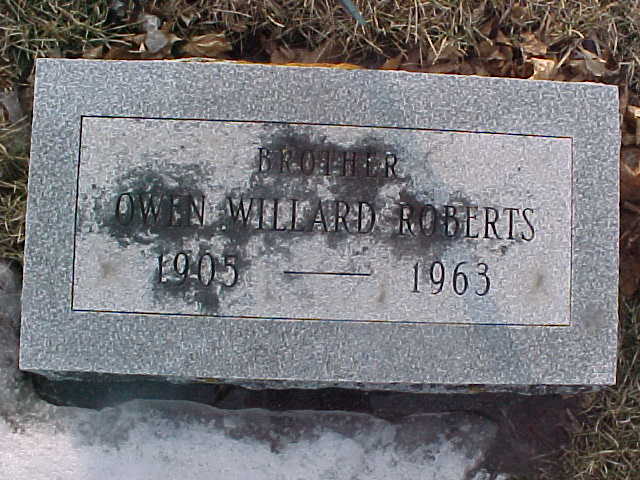 BROTHER
OWEN WILLARD ROBERTS
1905 — 1963